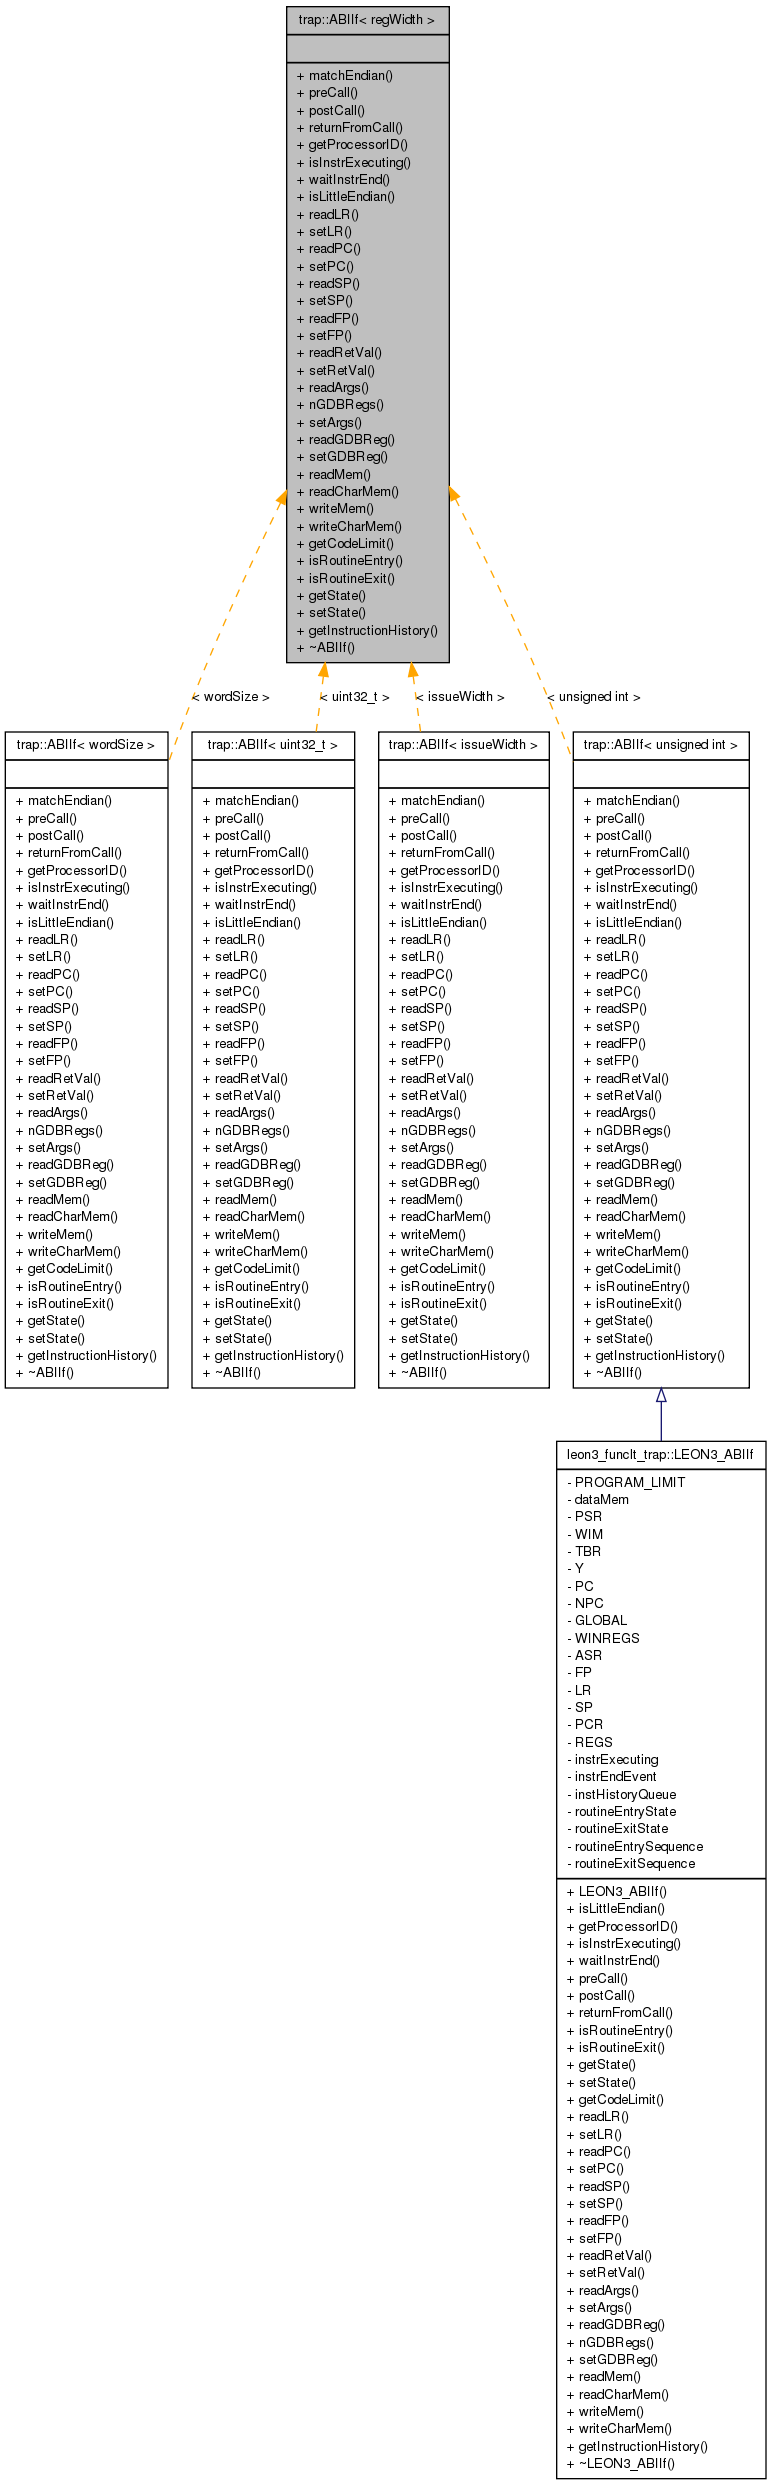 trap::ABIIf< regWidth >
+ matchEndian()
+ preCall()
+ postCall()
+ returnFromCall()
+ getProcessorID()
+ isInstrExecuting()
+ waitInstrEnd()
+ isLittleEndian()
+ readLR()
+ setLR()
+ readPC()
+ setPC()
+ readSP()
+ setSP()
+ readFP()
+ setFP()
+ readRetVal()
+ setRetVal()
+ readArgs()
+ nGDBRegs()
+ setArgs()
+ readGDBReg()
+ setGDBReg()
+ readMem()
+ readCharMem()
+ writeMem()
+ writeCharMem()
+ getCodeLimit()
+ isRoutineEntry()
+ isRoutineExit()
+ getState()
+ setState()
+ getInstructionHistory()
+ ~ABIIf()
< wordSize >
< uint32_t >
< issueWidth >
< unsigned int >
trap::ABIIf< wordSize >
+ matchEndian()
+ preCall()
+ postCall()
+ returnFromCall()
+ getProcessorID()
+ isInstrExecuting()
+ waitInstrEnd()
+ isLittleEndian()
+ readLR()
+ setLR()
+ readPC()
+ setPC()
+ readSP()
+ setSP()
+ readFP()
+ setFP()
+ readRetVal()
+ setRetVal()
+ readArgs()
+ nGDBRegs()
+ setArgs()
+ readGDBReg()
+ setGDBReg()
+ readMem()
+ readCharMem()
+ writeMem()
+ writeCharMem()
+ getCodeLimit()
+ isRoutineEntry()
+ isRoutineExit()
+ getState()
+ setState()
+ getInstructionHistory()
+ ~ABIIf()
trap::ABIIf< uint32_t >
+ matchEndian()
+ preCall()
+ postCall()
+ returnFromCall()
+ getProcessorID()
+ isInstrExecuting()
+ waitInstrEnd()
+ isLittleEndian()
+ readLR()
+ setLR()
+ readPC()
+ setPC()
+ readSP()
+ setSP()
+ readFP()
+ setFP()
+ readRetVal()
+ setRetVal()
+ readArgs()
+ nGDBRegs()
+ setArgs()
+ readGDBReg()
+ setGDBReg()
+ readMem()
+ readCharMem()
+ writeMem()
+ writeCharMem()
+ getCodeLimit()
+ isRoutineEntry()
+ isRoutineExit()
+ getState()
+ setState()
+ getInstructionHistory()
+ ~ABIIf()
trap::ABIIf< issueWidth >
+ matchEndian()
+ preCall()
+ postCall()
+ returnFromCall()
+ getProcessorID()
+ isInstrExecuting()
+ waitInstrEnd()
+ isLittleEndian()
+ readLR()
+ setLR()
+ readPC()
+ setPC()
+ readSP()
+ setSP()
+ readFP()
+ setFP()
+ readRetVal()
+ setRetVal()
+ readArgs()
+ nGDBRegs()
+ setArgs()
+ readGDBReg()
+ setGDBReg()
+ readMem()
+ readCharMem()
+ writeMem()
+ writeCharMem()
+ getCodeLimit()
+ isRoutineEntry()
+ isRoutineExit()
+ getState()
+ setState()
+ getInstructionHistory()
+ ~ABIIf()
trap::ABIIf< unsigned int >
+ matchEndian()
+ preCall()
+ postCall()
+ returnFromCall()
+ getProcessorID()
+ isInstrExecuting()
+ waitInstrEnd()
+ isLittleEndian()
+ readLR()
+ setLR()
+ readPC()
+ setPC()
+ readSP()
+ setSP()
+ readFP()
+ setFP()
+ readRetVal()
+ setRetVal()
+ readArgs()
+ nGDBRegs()
+ setArgs()
+ readGDBReg()
+ setGDBReg()
+ readMem()
+ readCharMem()
+ writeMem()
+ writeCharMem()
+ getCodeLimit()
+ isRoutineEntry()
+ isRoutineExit()
+ getState()
+ setState()
+ getInstructionHistory()
+ ~ABIIf()
leon3_funclt_trap::LEON3_ABIIf
- PROGRAM_LIMIT
- dataMem
- PSR
- WIM
- TBR
- Y
- PC
- NPC
- GLOBAL
- WINREGS
- ASR
- FP
- LR
- SP
- PCR
- REGS
- instrExecuting
- instrEndEvent
- instHistoryQueue
- routineEntryState
- routineExitState
- routineEntrySequence
- routineExitSequence
+ LEON3_ABIIf()
+ isLittleEndian()
+ getProcessorID()
+ isInstrExecuting()
+ waitInstrEnd()
+ preCall()
+ postCall()
+ returnFromCall()
+ isRoutineEntry()
+ isRoutineExit()
+ getState()
+ setState()
+ getCodeLimit()
+ readLR()
+ setLR()
+ readPC()
+ setPC()
+ readSP()
+ setSP()
+ readFP()
+ setFP()
+ readRetVal()
+ setRetVal()
+ readArgs()
+ setArgs()
+ readGDBReg()
+ nGDBRegs()
+ setGDBReg()
+ readMem()
+ readCharMem()
+ writeMem()
+ writeCharMem()
+ getInstructionHistory()
+ ~LEON3_ABIIf()